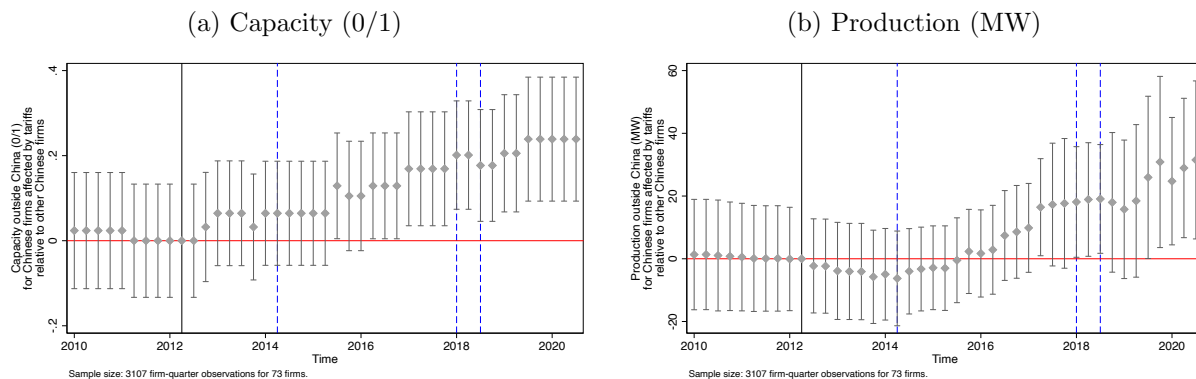 (a) Capacity (0/1)
Capacity outside China (0/1)
for Chinese firms affected by tariffs
relative to other Chinese firms
.4
.2
0
-.2
2010
2012
2014
2016
2018
2020
Time
Sample size: 3107 firm-quarter observations for 73 firms.
(b) Production (MW)
Production outside China (MW)
for Chinese firms affected by tariffs
relative to other Chinese firms
60
40
20
0
-20
2010
2012
2014
2016
2018
2020
Time
Sample size: 3107 firm-quarter observations for 73 firms.